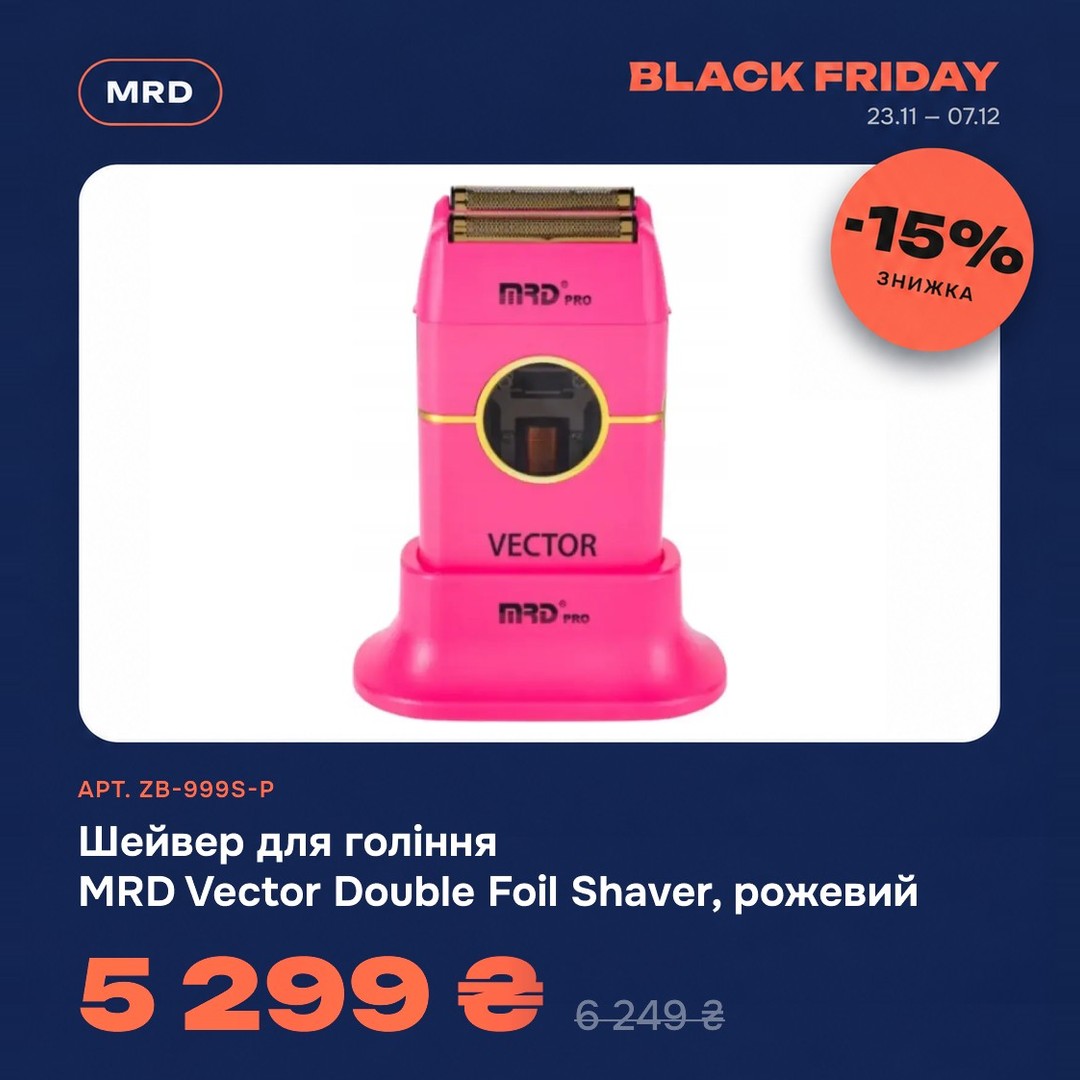 MRD
BLACK FRIDAY
23.11 – 07.12
-15%
ЗНИЖКА
MRD® PRO
VECTOR
MRD® PRO
АРТ. ZB-999S-P
Шейвер для гоління
MRD Vector Double Foil Shaver, рожевий
5 299 ₴
6 249 ₴